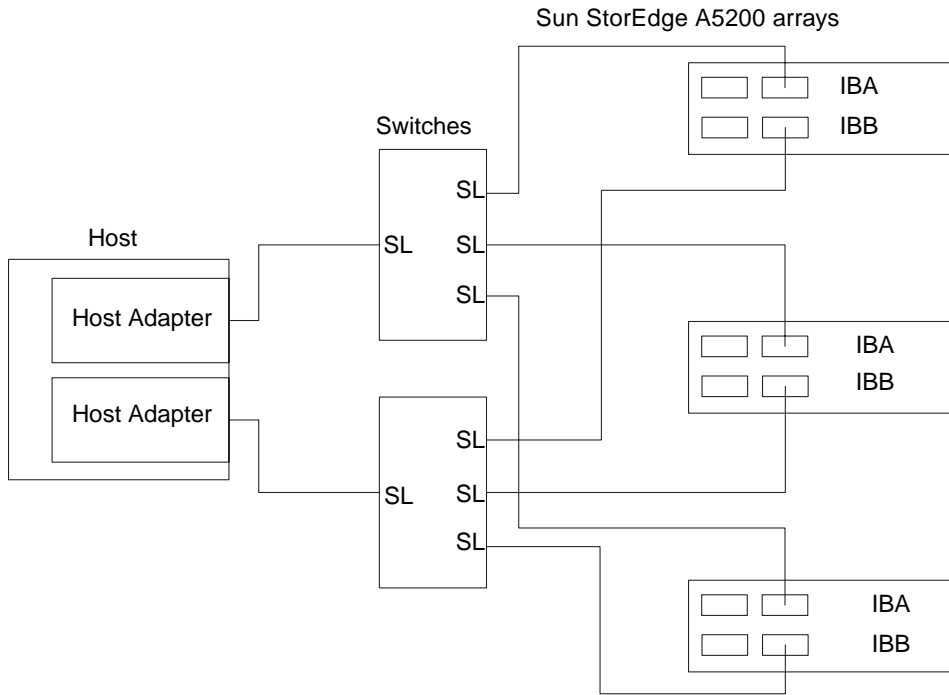 Sun StorEdge A5200 arrays
IBA
IBB
Switches
SL
SL
SL
SL
Host
Host Adapter
Host Adapter
IBA
IBB
SL
SL
SL
SL
IBA
IBB